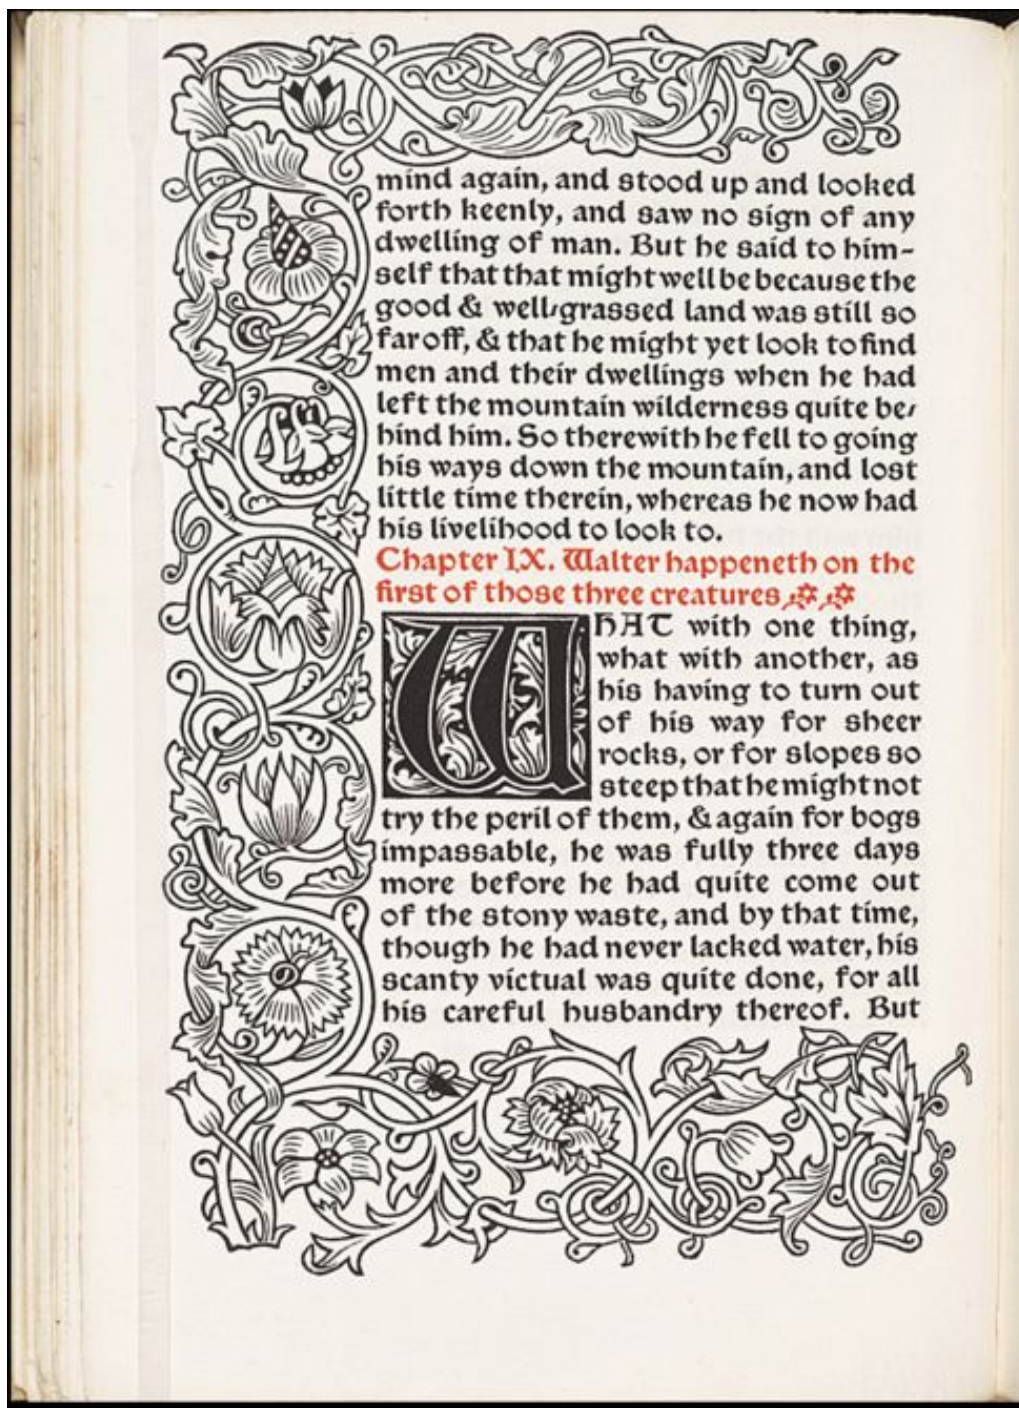 mind again, and stood up and looked
forth keenly, and saw no sign of any
dwelling of man. But he said to him-
self that that might well be because the
good & well-grassed land was still so
far off, & that he might yet look to find
men and their dwellings when he had
left the mountain wilderness quite be-
hind him. So therewith he fell to going
his ways down the mountain, and lost
little time therein, whereas he now had
his livelihood to look to.
Chapter IX. Walter happeneth on the
first of those three creatures
WHAT with one thing,
what with another, as
his having to turn out
of his way for sheer
rocks, or for slopes so
steep that he might not
try the peril of them, & again for bogs
impassable, he was fully three days
more before he had quite come out
of the stony waste, and by that time,
though he had never lacked water, his
scanty victual was quite done, for all
his careful husbandry thereof. But